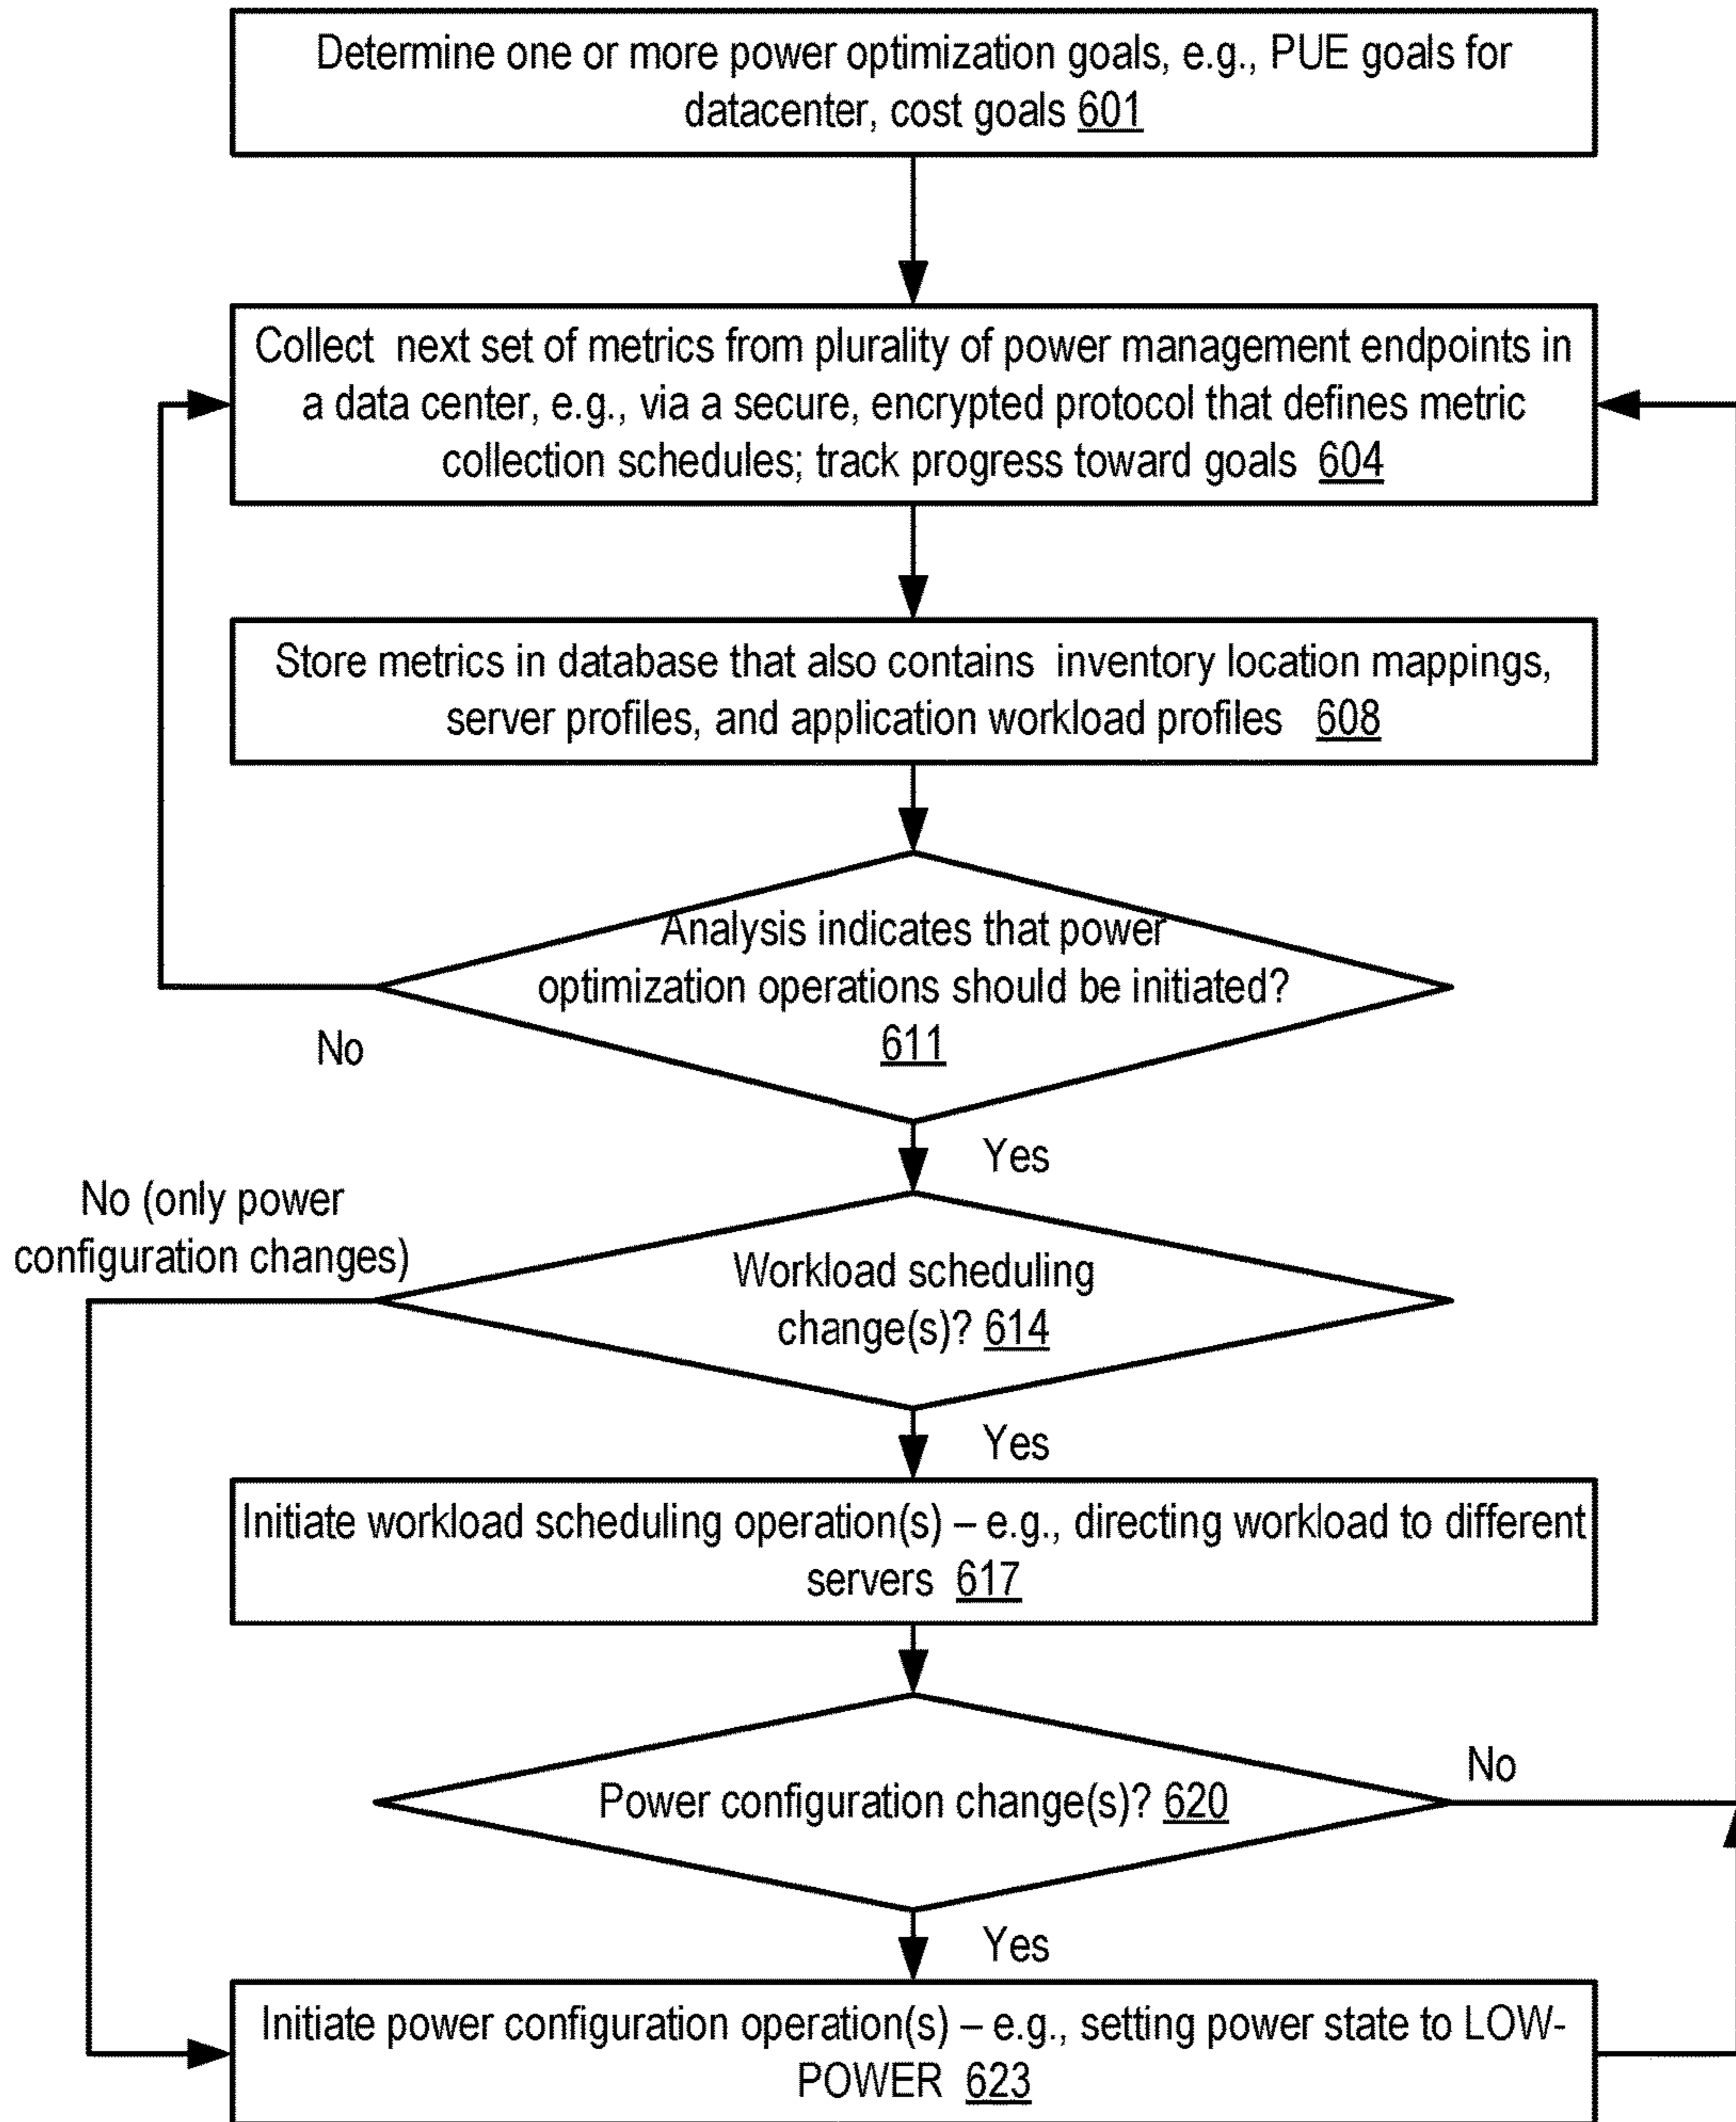 Determine one or more power optimization goals, e.g., PUE goals for
datacenter, cost goals 601
Collect next set of metrics from plurality of power management endpoints in
a data center, e.g., via a secure, encrypted protocol that defines metric
collection schedules; track progress toward goals 604
Store metrics in database that also contains inventory location mappings,
server profiles, and application workload profiles 608
Analysis indicates that power
optimization operations should be initiated?
611
No
Yes
No (only power
configuration changes)
Workload scheduling
change(s)? 614
Yes
Initiate workload scheduling operation(s) – e.g., directing workload to different
servers 617
Power configuration change(s)? 620
No
Yes
Initiate power configuration operation(s) – e.g., setting power state to LOW-
POWER 623